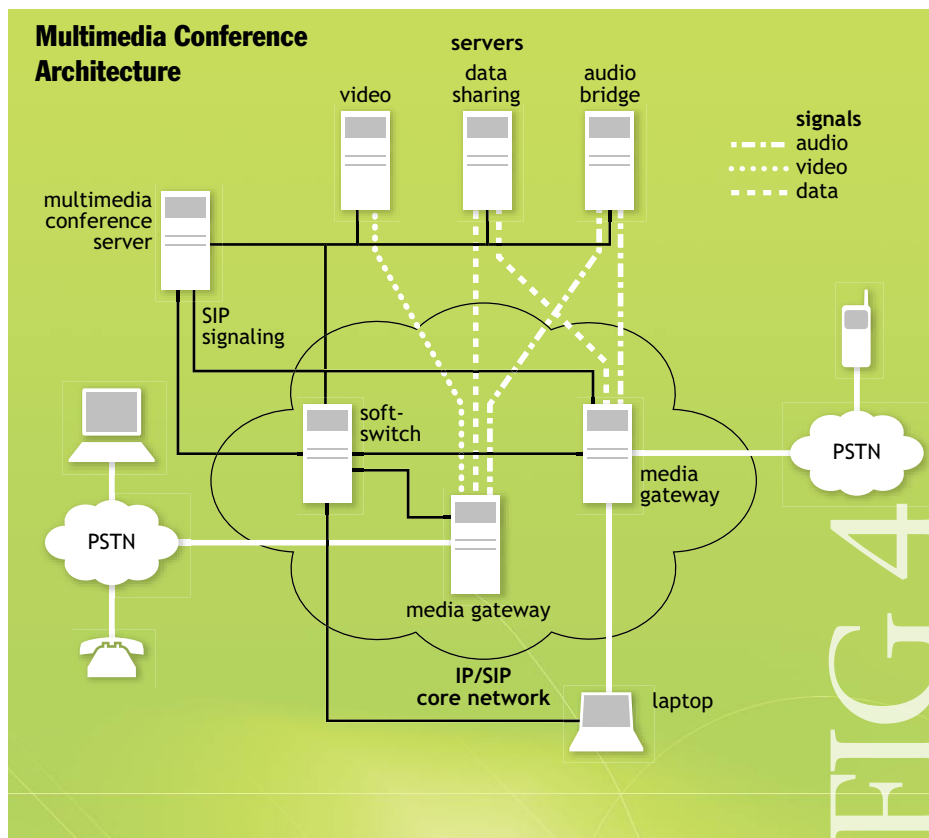 Multimedia Conference
Architecture
servers
video
data
sharing
audio
bridge
signals
audio
video
data
multimedia
conference
server
SIP
signaling
soft-
switch
media
gateway
PSTN
PSTN
media gateway
IP/SIP
core network
laptop
FIG 4